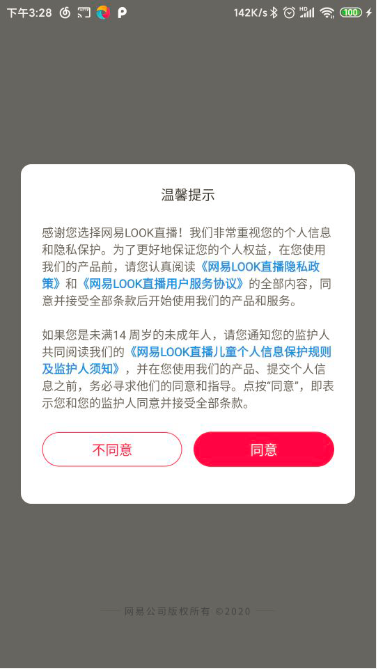 下午3:28
142K/s
HD
100
温馨提示
感谢您选择网易LOOK直播！我们非常重视您的个人信息
和隐私保护。为了更好地保证您的个人权益，在您使用
我们的产品前，请您认真阅读《网易LOOK直播隐私政
策》和《网易LOOK直播用户服务协议》的全部内容，同
意并接受全部条款后开始使用我们的产品和服务。
如果您是未满14 周岁的未成年人，请您通知您的监护人
共同阅读我们的《网易LOOK直播儿童个人信息保护规则
及监护人须知》，并在您使用我们的产品、提交个人信
息之前，务必寻求他们的同意和指导。点按“同意”，即表
示您和您的监护人同意并接受全部条款。
不同意
同意
网易公司版权所有 ©2020